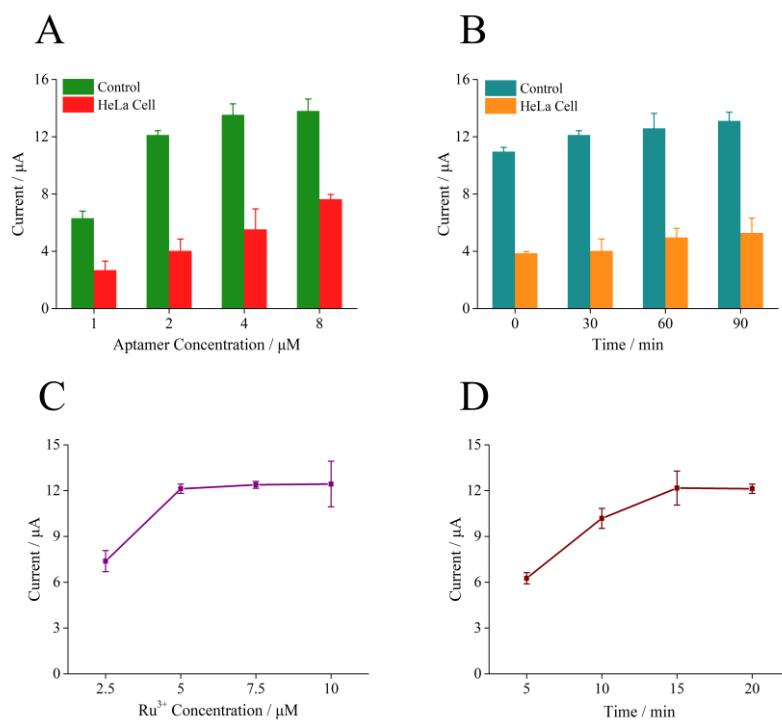 A
Control
HeLa Cell
Current / μA
16
12
8
4
0
1 2 4 8
Aptamer Concentration / μM
B
Control
HeLa Cell
Current / μA
16
12
8
4
0
0 30 60 90
Time / min
C
Current / μA
15
12
9
6
3
0
2.5 5 7.5 10
Ru³⁺ Concentration / μM
D
Current / μA
15
12
9
6
3
0
5 10 15 20
Time / min